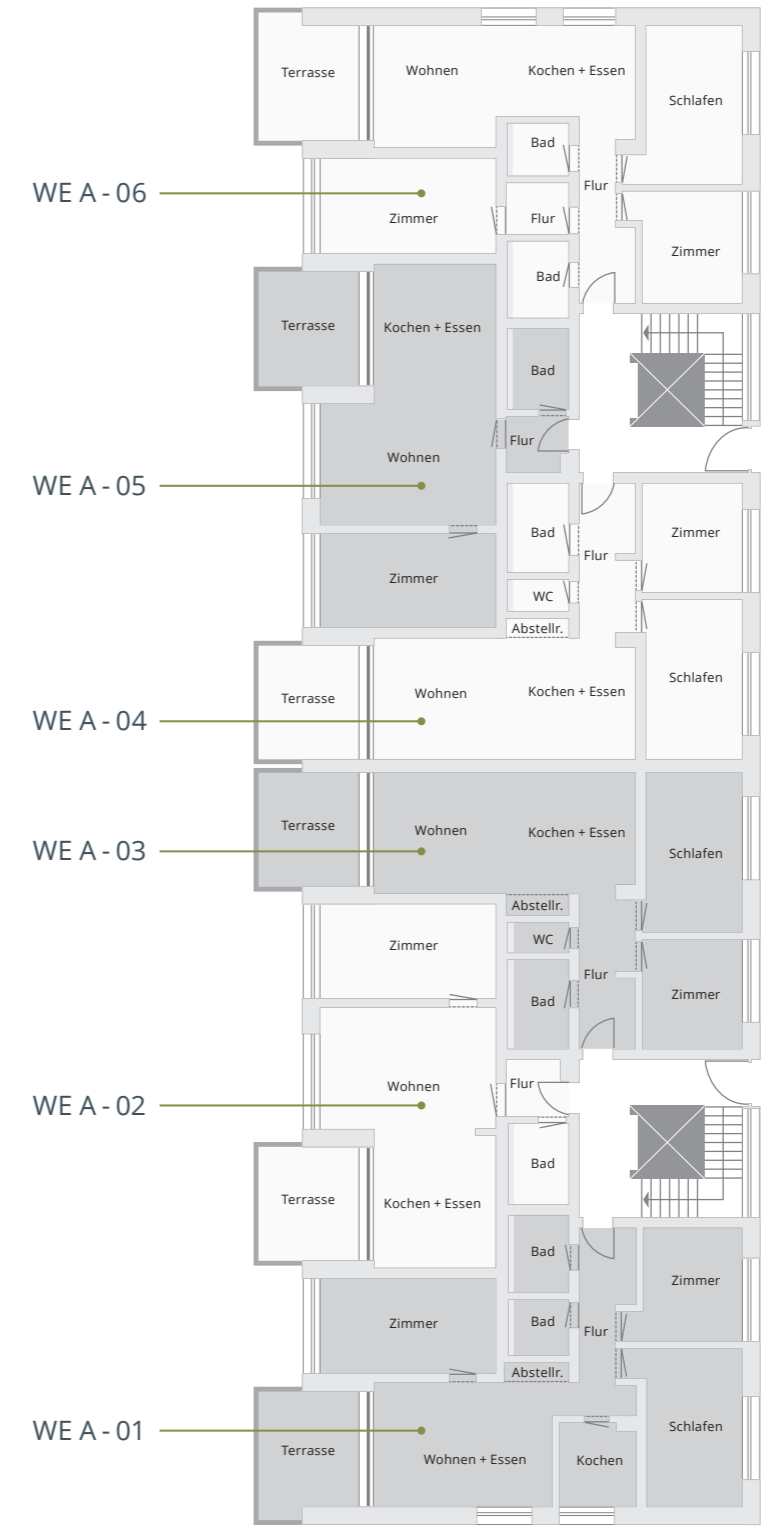 Terrasse
Wohnen
Kochen + Essen
Schlafen
Bad
Flur
WE A - 06
Zimmer
Flur
Zimmer
Bad
Terrasse
Kochen + Essen
Bad
Flur
Wohnen
WE A - 05
Bad
Zimmer
Flur
Zimmer
WC
Abstellr.
Schlafen
Terrasse
Wohnen
Kochen + Essen
WE A - 04
Terrasse
Wohnen
Kochen + Essen
WE A - 03
Schlafen
Abstellr.
WC
Zimmer
Flur
Zimmer
Bad
Wohnen
Flur
WE A - 02
Bad
Terrasse
Kochen + Essen
Bad
Zimmer
Zimmer
Bad
Flur
Abstellr.
WE A - 01
Schlafen
Terrasse
Wohnen + Essen
Kochen